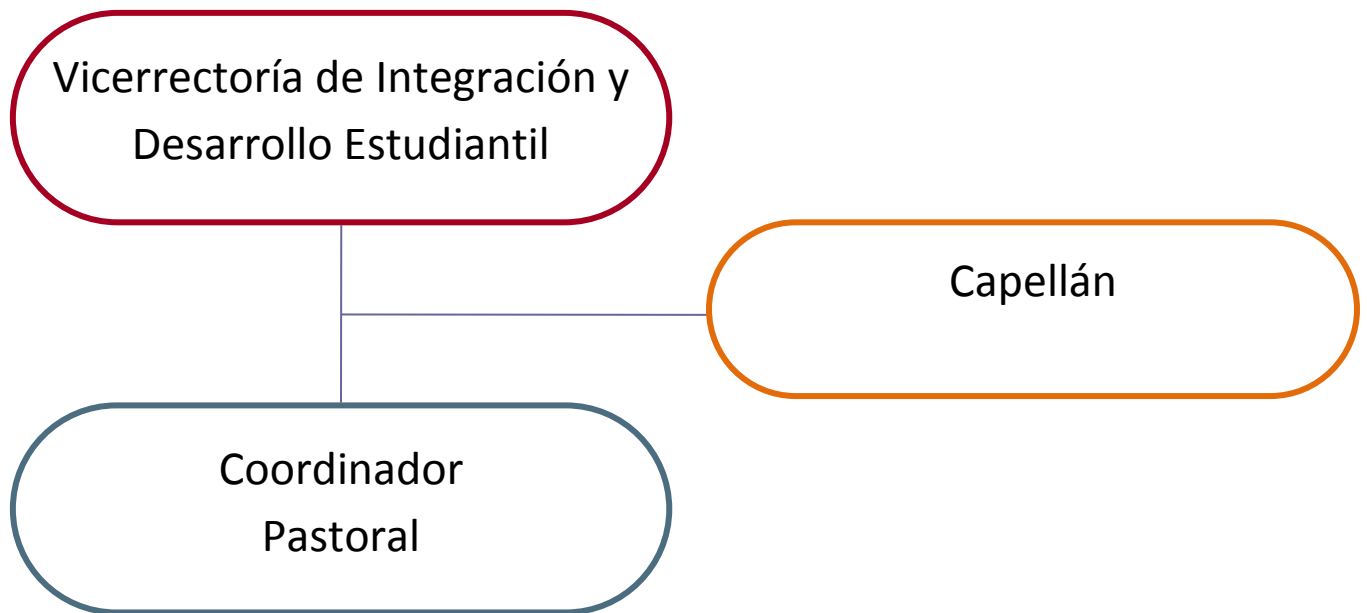 Vicerrectoría de Integración y
Desarrollo Estudiantil
Capellán
Coordinador
Pastoral